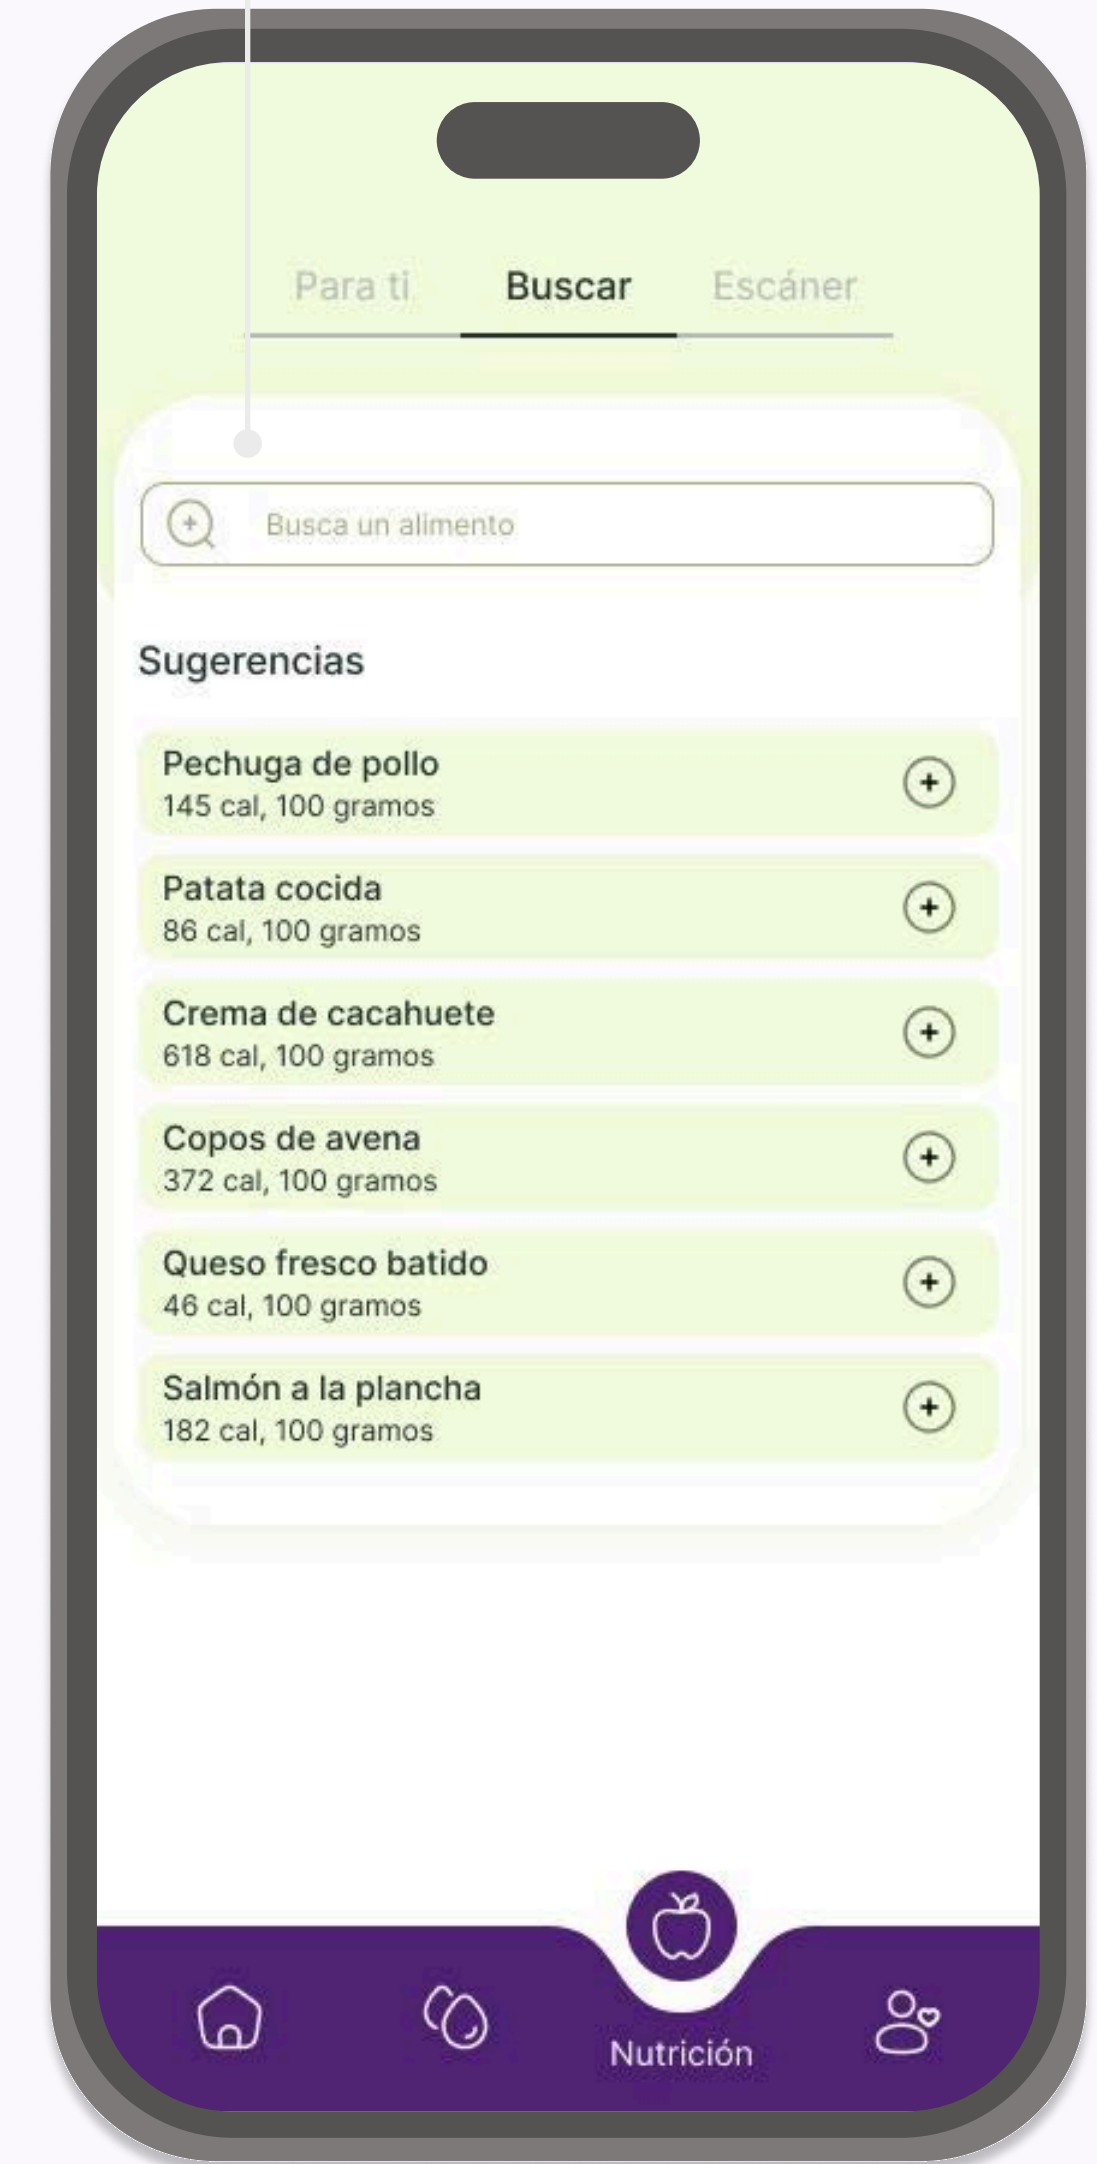 Para ti
Buscar
Escáner
Busca un alimento
Sugerencias
Pechuga de pollo
145 cal, 100 gramos
Patata cocida
86 cal, 100 gramos
Crema de cacahuete
618 cal, 100 gramos
Copos de avena
372 cal, 100 gramos
Queso fresco batido
46 cal, 100 gramos
Salmón a la plancha
182 cal, 100 gramos
Nutrición